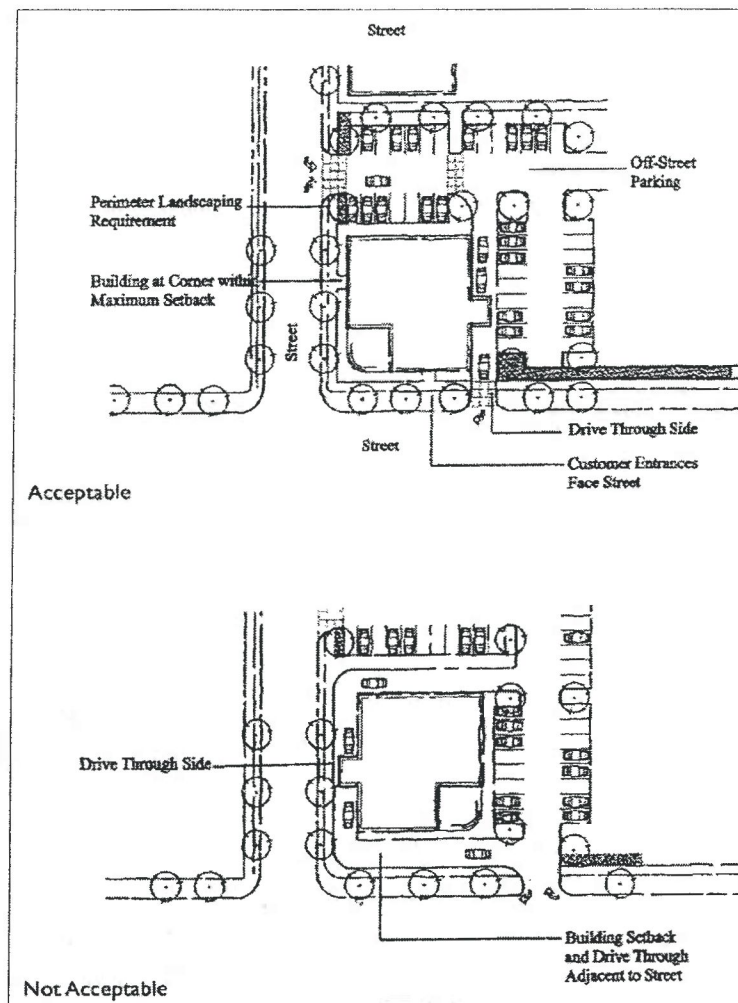 Street
Off-Street
Parking
Perimeter Landscaping
Requirement
Building at Corner with
Maximum Setback
Street
Street
Drive Through Side
Customer Entrances
Face Street
Acceptable
Drive Through Side
Building Setback
and Drive Through
Adjacent to Street
Not Acceptable